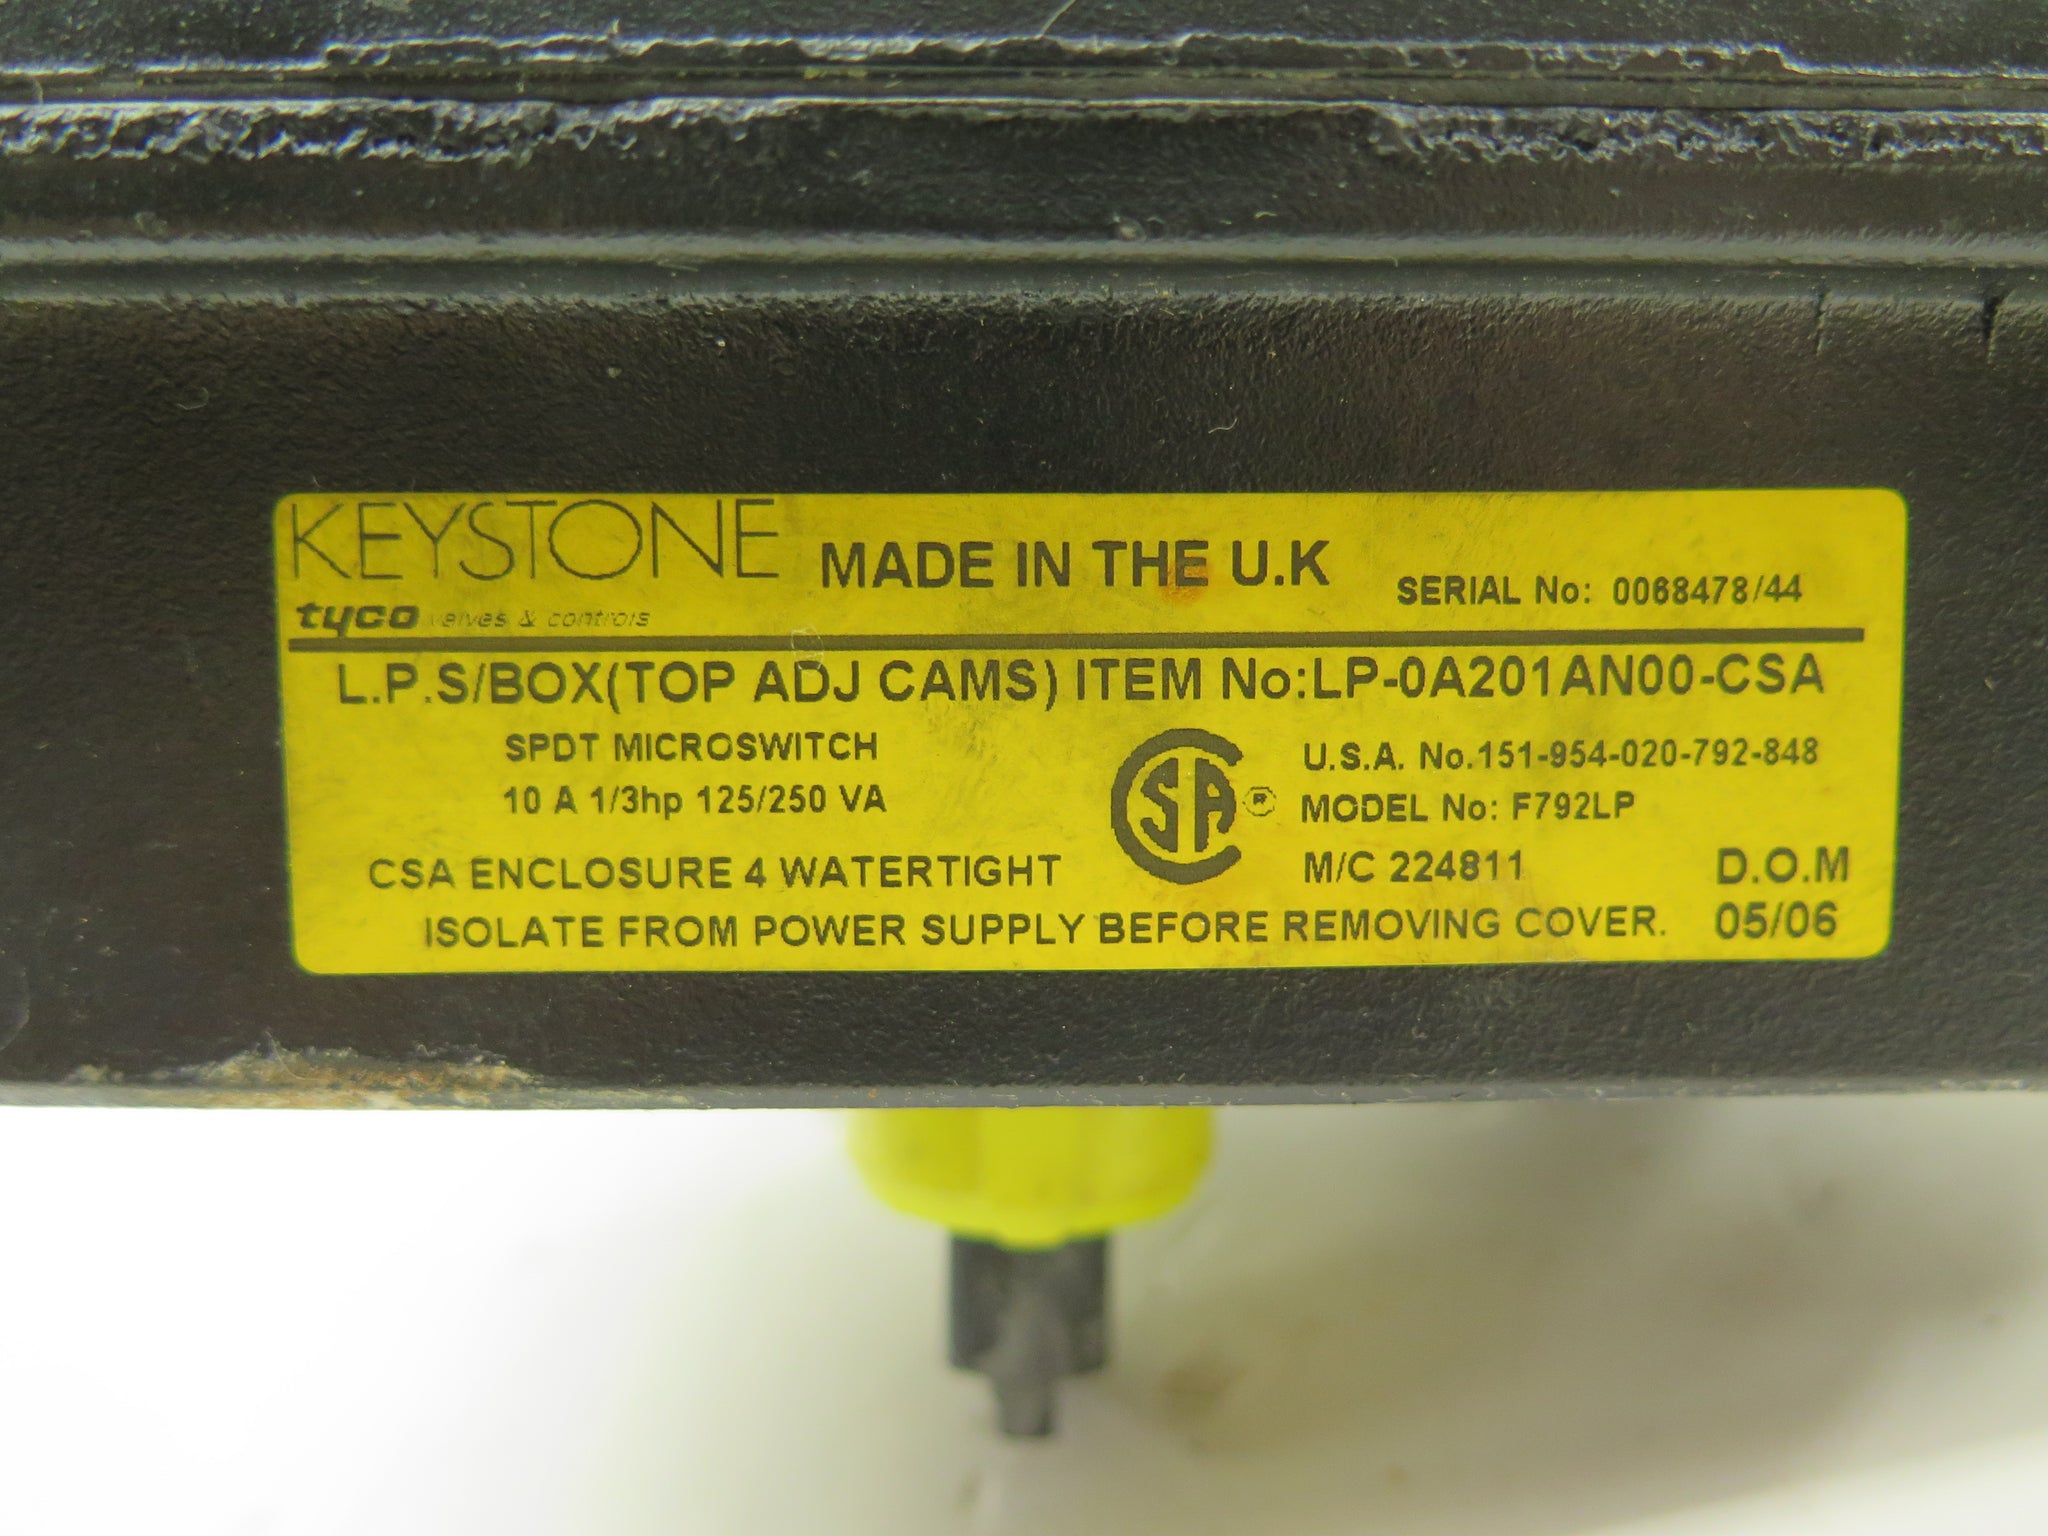 KEYSTONE
MADE IN THE U.K
SERIAL No: 0068478/44
tyco valves & controls
L.P.S/BOX(TOP ADJ CAMS) ITEM No:LP-0A201AN00-CSA
SPDT MICROSWITCH
10 A 1/3hp 125/250 VA
CSA ®
U.S.A. No.151-954-020-792-848
MODEL No: F792LP
M/C 224811
D.O.M
CSA ENCLOSURE 4 WATERTIGHT
ISOLATE FROM POWER SUPPLY BEFORE REMOVING COVER.
05/06